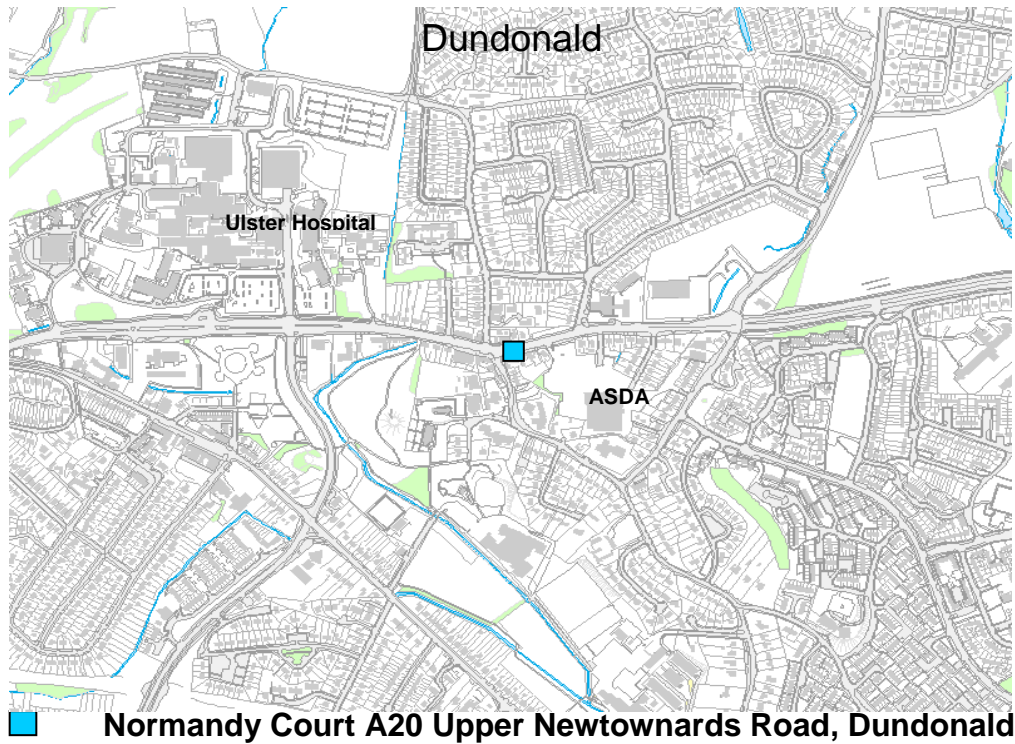 Dundonald
Ulster Hospital
ASDA
Normandy Court A20 Upper Newtownards Road, Dundonald